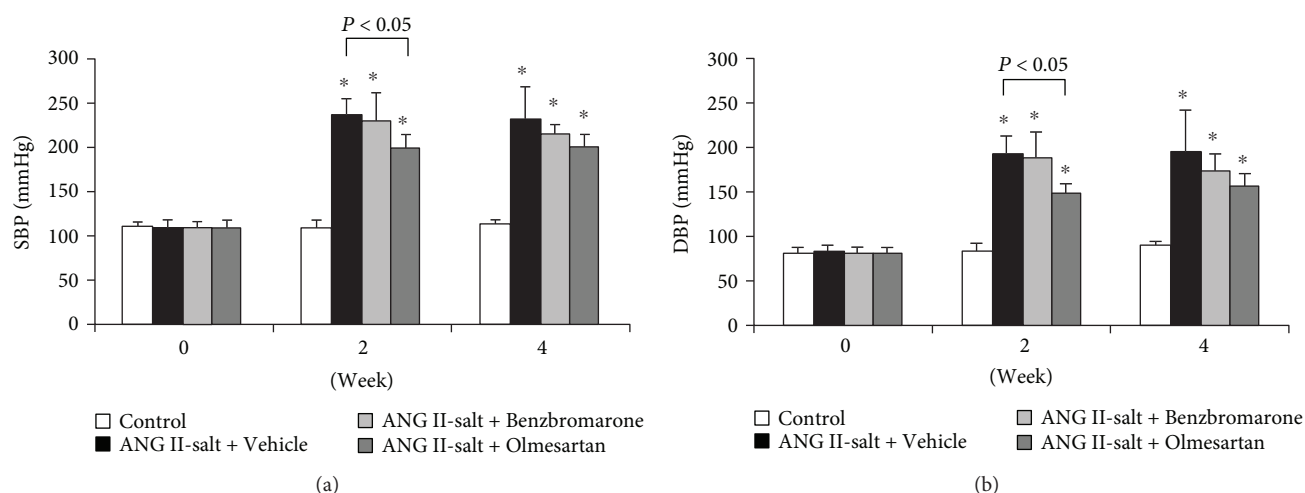 P < 0.05
300
250
200
150
100
50
0
SBP (mmHg)
* * *
* * *
0 2 4
(Week)
Control
ANG II-salt + Vehicle
ANG II-salt + Benzbromarone
ANG II-salt + Olmesartan
(a)
P < 0.05
300
250
200
150
100
50
0
DBP (mmHg)
* * *
* * *
0 2 4
(Week)
Control
ANG II-salt + Vehicle
ANG II-salt + Benzbromarone
ANG II-salt + Olmesartan
(b)